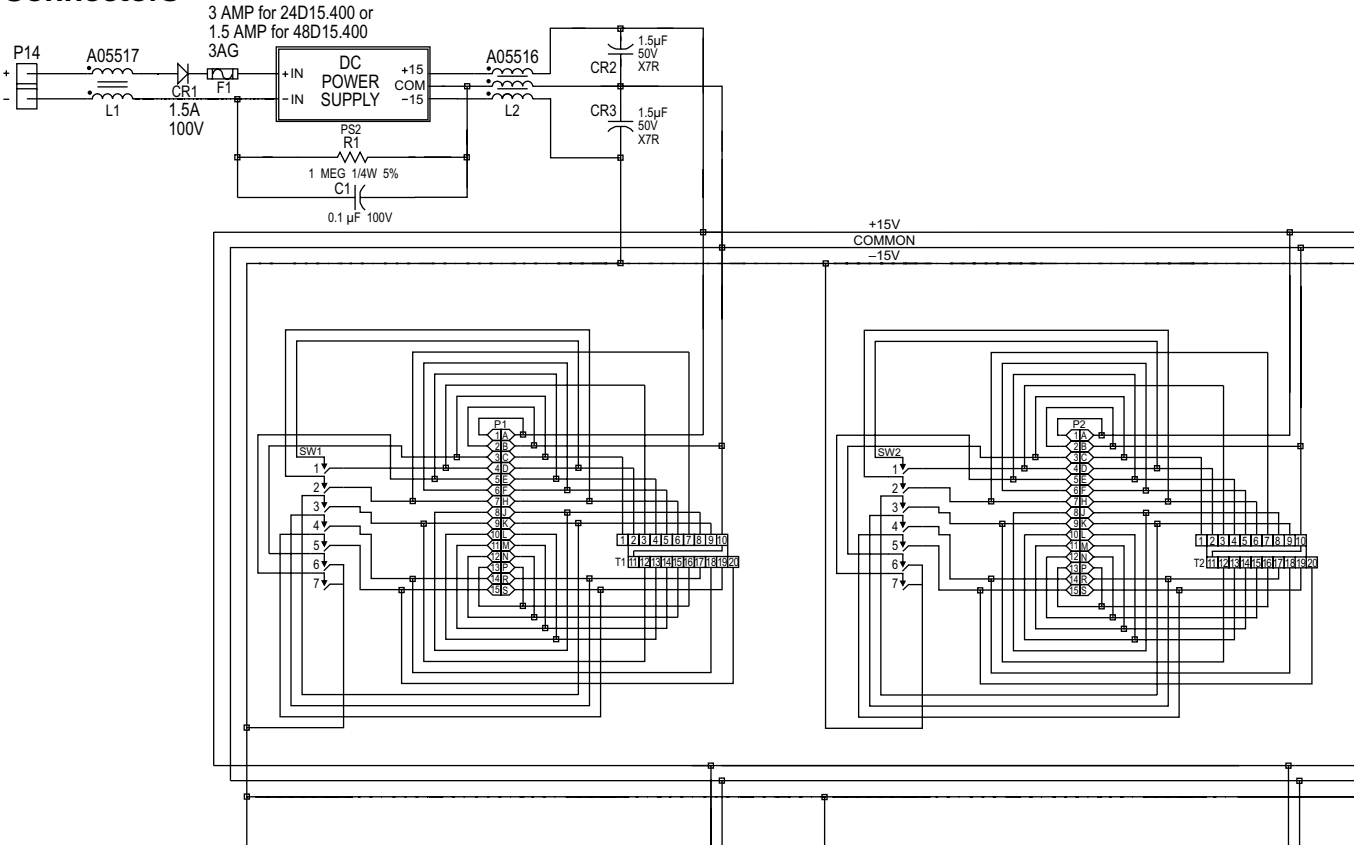 3 AMP for 24D15.400 or
1.5 AMP for 48D15.400
3AG
P14
A05517
+
−
L1
CR1
1.5A
100V
F1
+IN
−IN
DC
POWER
SUPPLY
+15
COM
−15
PS2
R1
1 MEG 1/4W 5%
C1
0.1 µF 100V
A05516
L2
CR2
1.5µF
50V
X7R
CR3
1.5µF
50V
X7R
+15V
COMMON
−15V
SW1
1
2
3
4
5
6
7
P1
1 A
2 B
3 C
4 D
5 E
6 F
7 H
8 J
9 K
10 L
11 M
12 N
13 P
14 R
15 S
1 2 3 4 5 6 7 8 9 10
T1 11 12 13 14 15 16 17 18 19 20
SW2
1
2
3
4
5
6
7
P2
1 A
2 B
3 C
4 D
5 E
6 F
7 H
8 J
9 K
10 L
11 M
12 N
13 P
14 R
15 S
1 2 3 4 5 6 7 8 9 10
T2 11 12 13 14 15 16 17 18 19 20